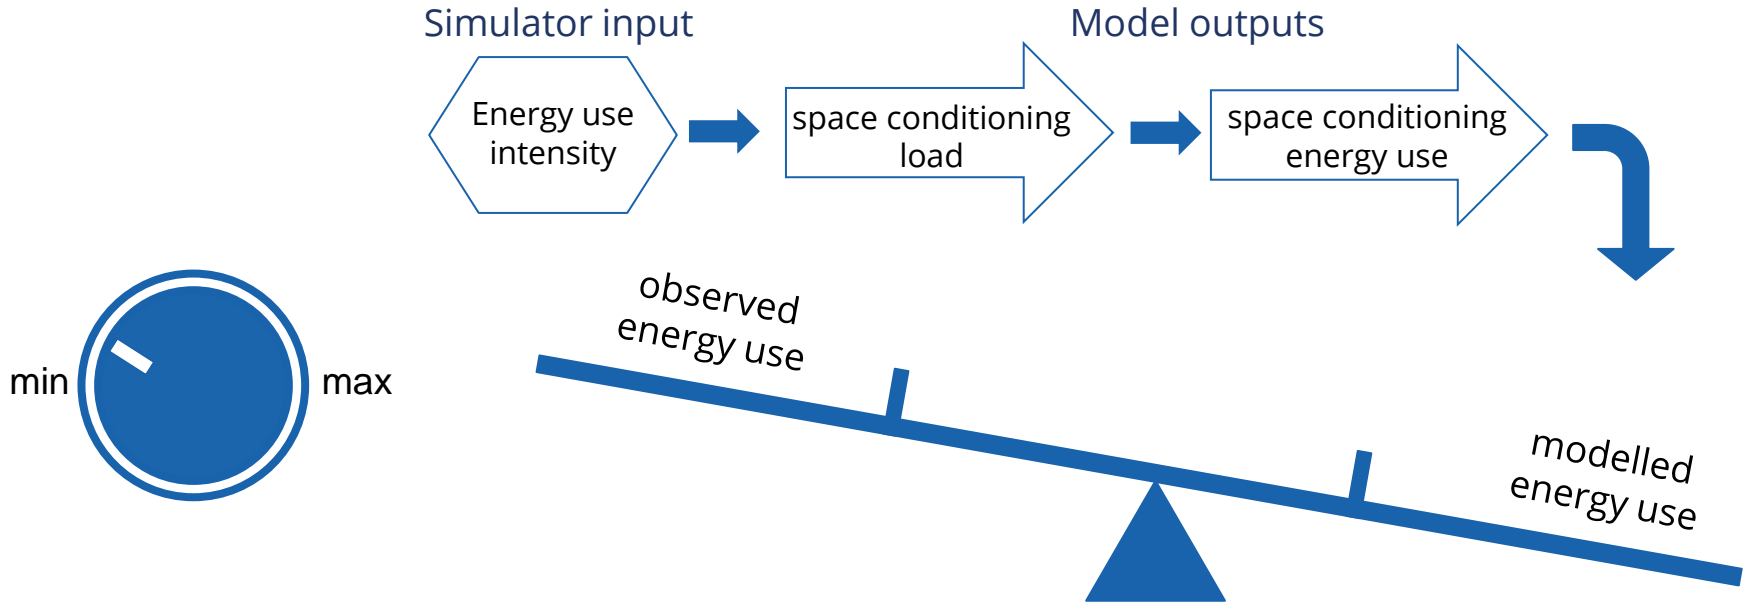 Simulator input
Model outputs
Energy use
intensity
space conditioning
load
space conditioning
energy use
min
max
observed
energy use
modelled
energy use